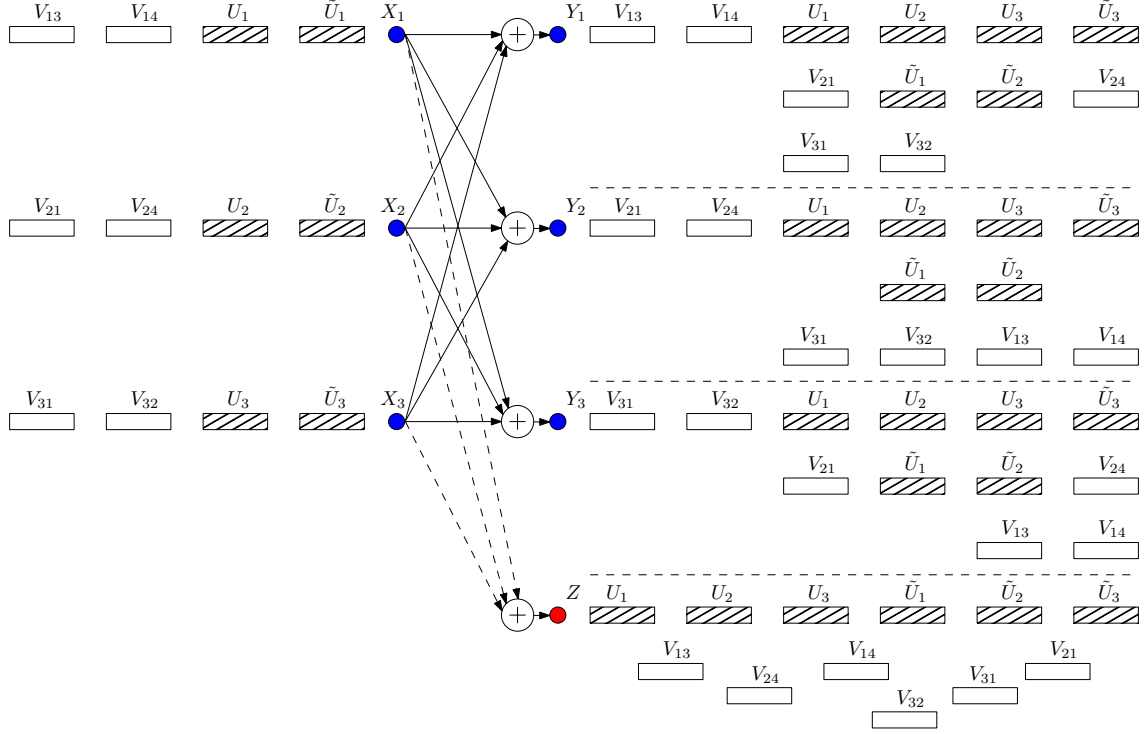 V13 V14 U1 Ũ1 X1 Y1 V13 V14 U1 U2 U3 Ũ3
V21 Ũ1 Ũ2 V24
V31 V32
V21 V24 U2 Ũ2 X2 Y2 V21 V24 U1 U2 U3 Ũ3
Ũ1 Ũ2
V31 V32 V13 V14
V31 V32 U3 Ũ3 X3 Y3 V31 V32 U1 U2 U3 Ũ3
V21 Ũ1 Ũ2 V24
V13 V14
Z U1 U2 U3 Ũ1 Ũ2 Ũ3
V13 V14 V21
V24 V31
V32